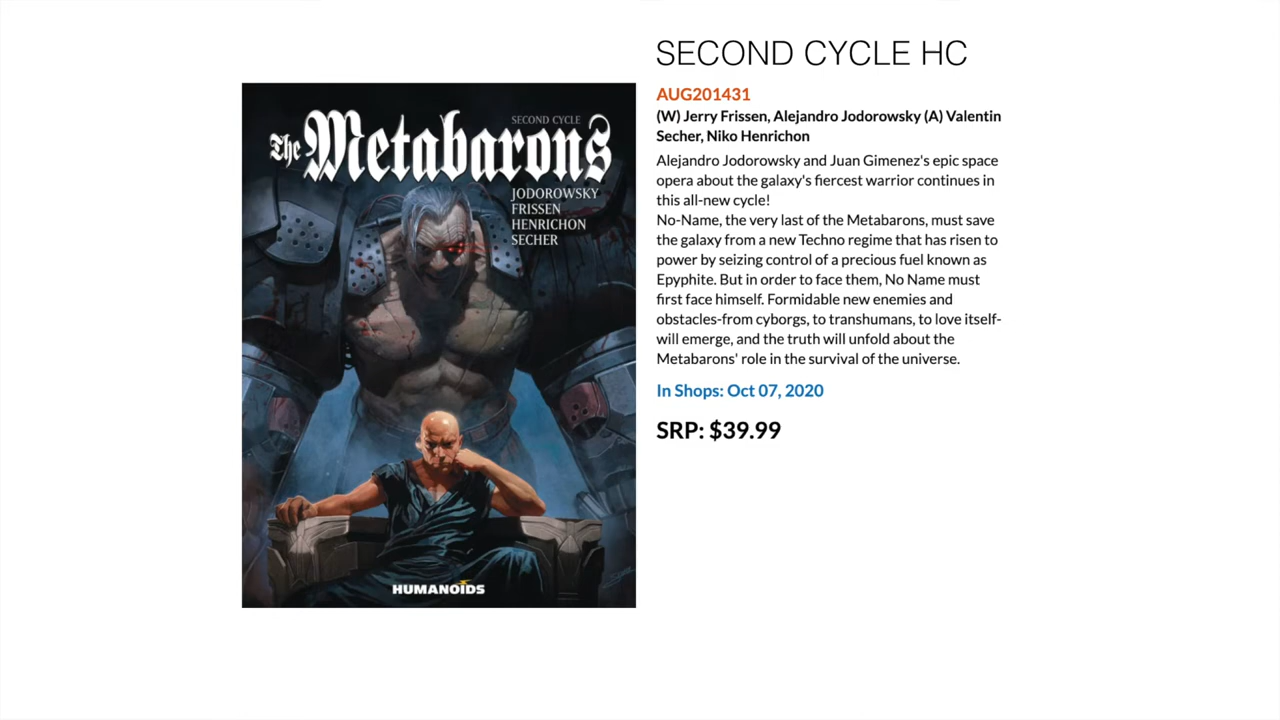 SECOND CYCLE HC
AUG201431
(W) Jerry Frissen, Alejandro Jodorowsky (A) Valentin
Secher, Niko Henrichon
Alejandro Jodorowsky and Juan Gimenez's epic space
opera about the galaxy's fiercest warrior continues in
this all-new cycle!
No-Name, the very last of the Metabarons, must save
the galaxy from a new Techno regime that has risen to
power by seizing control of a precious fuel known as
Epyphite. But in order to face them, No Name must
first face himself. Formidable new enemies and
obstacles-from cyborgs, to transhumans, to love itself-
will emerge, and the truth will unfold about the
Metabarons' role in the survival of the universe.
In Shops: Oct 07, 2020
SRP: $39.99
SECOND CYCLE
The Metabarons
JODOROWSKY
FRISSEN
HENRICHON
SECHER
HUMANOIDS